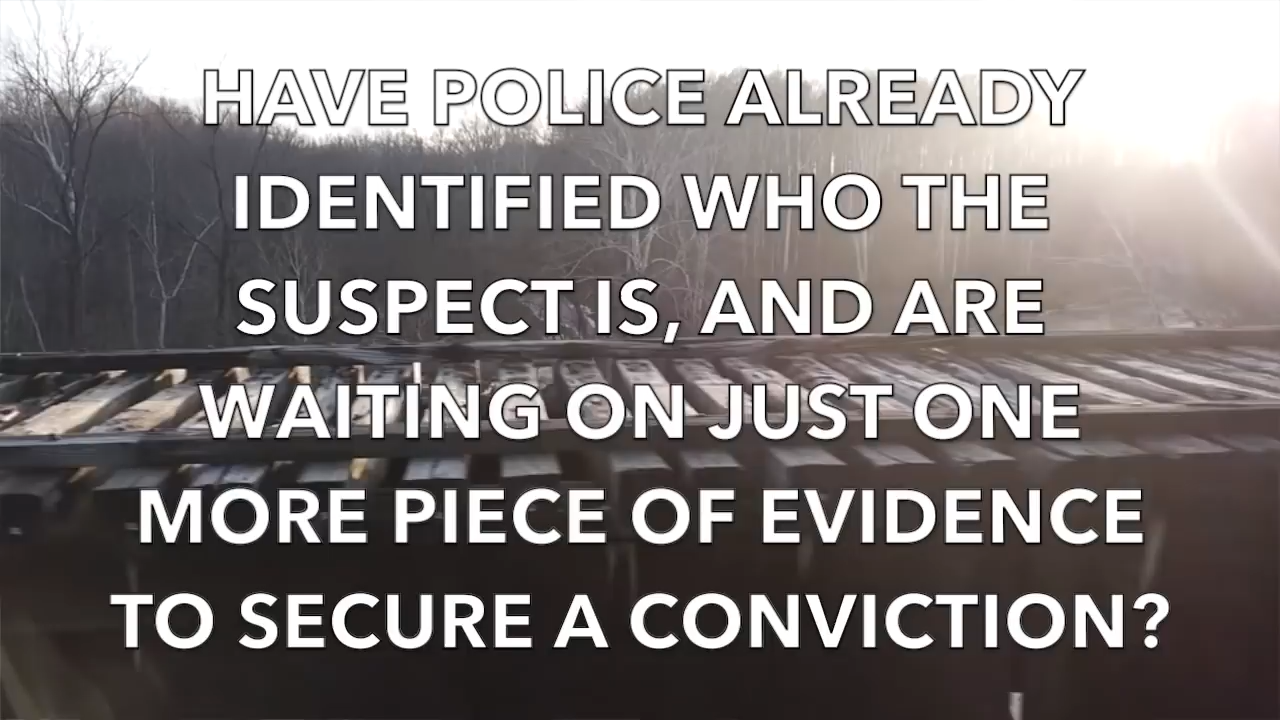 HAVE POLICE ALREADY
IDENTIFIED WHO THE
SUSPECT IS, AND ARE
WAITING ON JUST ONE
MORE PIECE OF EVIDENCE
TO SECURE A CONVICTION?